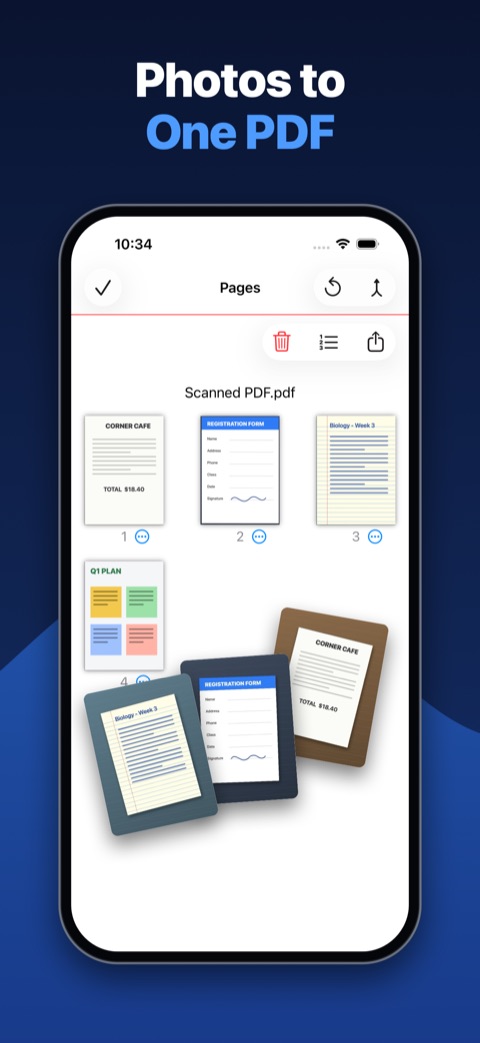 Photos to
One PDF
10:34
Pages
Scanned PDF.pdf
CORNER CAFE
TOTAL $18.40
1
REGISTRATION FORM
Name
Address
Phone
Class
Date
Signature
2
Biology - Week 3
3
Q1 PLAN
4
CORNER CAFE
TOTAL $18.40
REGISTRATION FORM
Name
Address
Phone
Class
Date
Signature
Biology - Week 3